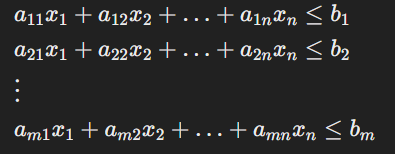 a₁₁x₁ + a₁₂x₂ + … + a₁ₙxₙ ≤ b₁
a₂₁x₁ + a₂₂x₂ + … + a₂ₙxₙ ≤ b₂
⋮
aₘ₁x₁ + aₘ₂x₂ + … + aₘₙxₙ ≤ bₘ